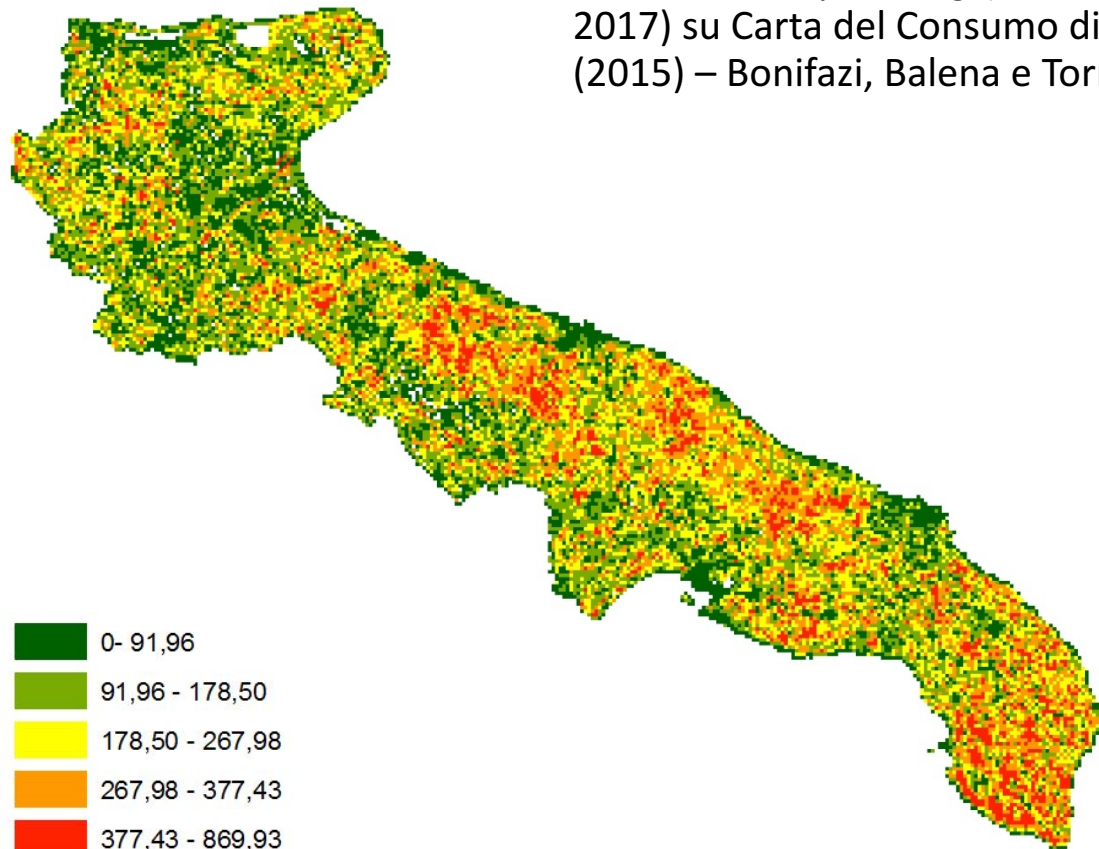 2017) su Carta del Consumo di
(2015) – Bonifazi, Balena e
0- 91,96
91,96 - 178,50
178,50 - 267,98
267,98 - 377,43
377,43 - 869,93